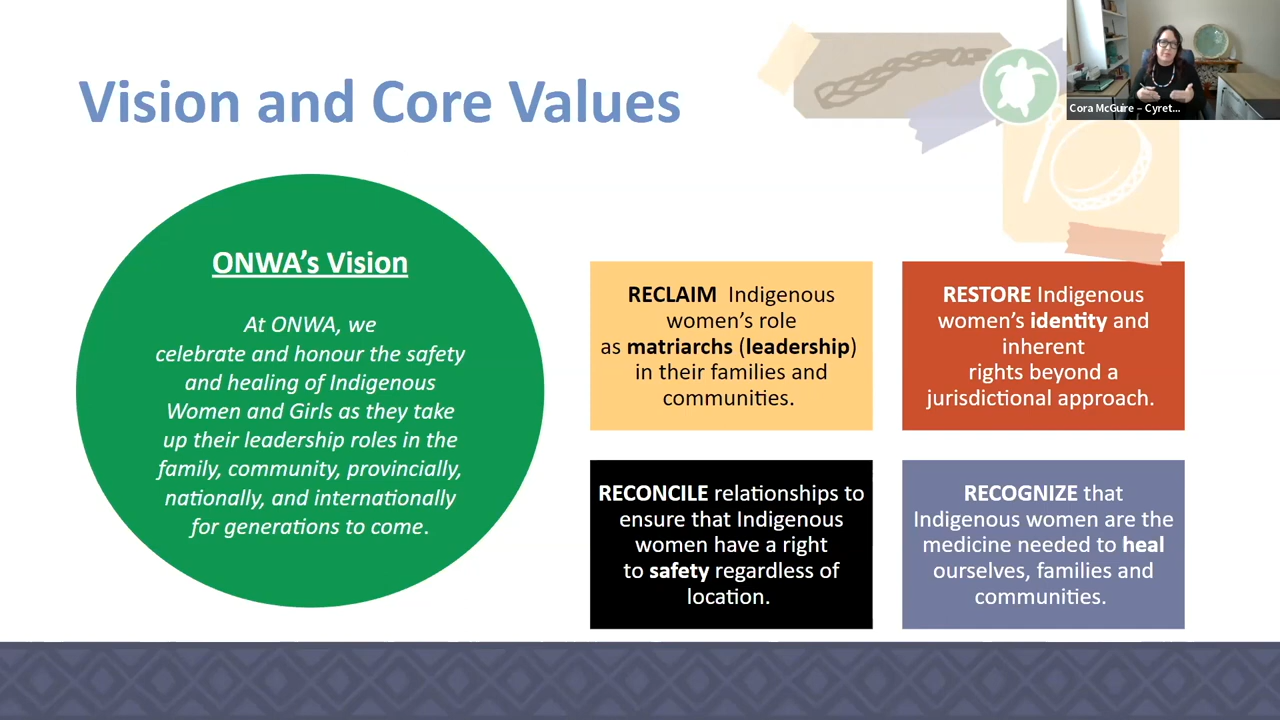 Vision and Core Values
Cora McGuire – Cyret...
ONWA's Vision
At ONWA, we
celebrate and honour the safety
and healing of Indigenous
Women and Girls as they take
up their leadership roles in the
family, community, provincially,
nationally, and internationally
for generations to come.
RECLAIM Indigenous
women's role
as matriarchs (leadership)
in their families and
communities.
RESTORE Indigenous
women's identity and
inherent
rights beyond a
jurisdictional approach.
RECONCILE relationships to
ensure that Indigenous
women have a right
to safety regardless of
location.
RECOGNIZE that
Indigenous women are the
medicine needed to heal
ourselves, families and
communities.